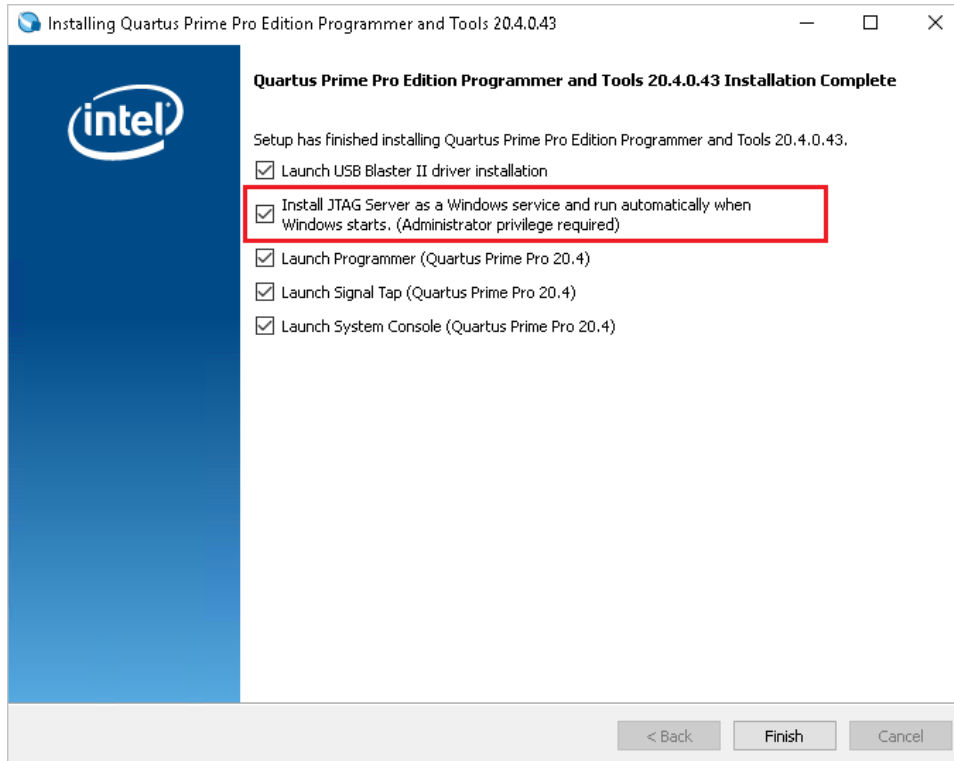 Installing Quartus Prime Pro Edition Programmer and Tools 20.4.0.43
intel
Quartus Prime Pro Edition Programmer and Tools 20.4.0.43 Installation Complete
Setup has finished installing Quartus Prime Pro Edition Programmer and Tools 20.4.0.43.
Launch USB Blaster II driver installation
Install JTAG Server as a Windows service and run automatically when
Windows starts. (Administrator privilege required)
Launch Programmer (Quartus Prime Pro 20.4)
Launch Signal Tap (Quartus Prime Pro 20.4)
Launch System Console (Quartus Prime Pro 20.4)
< Back Finish Cancel